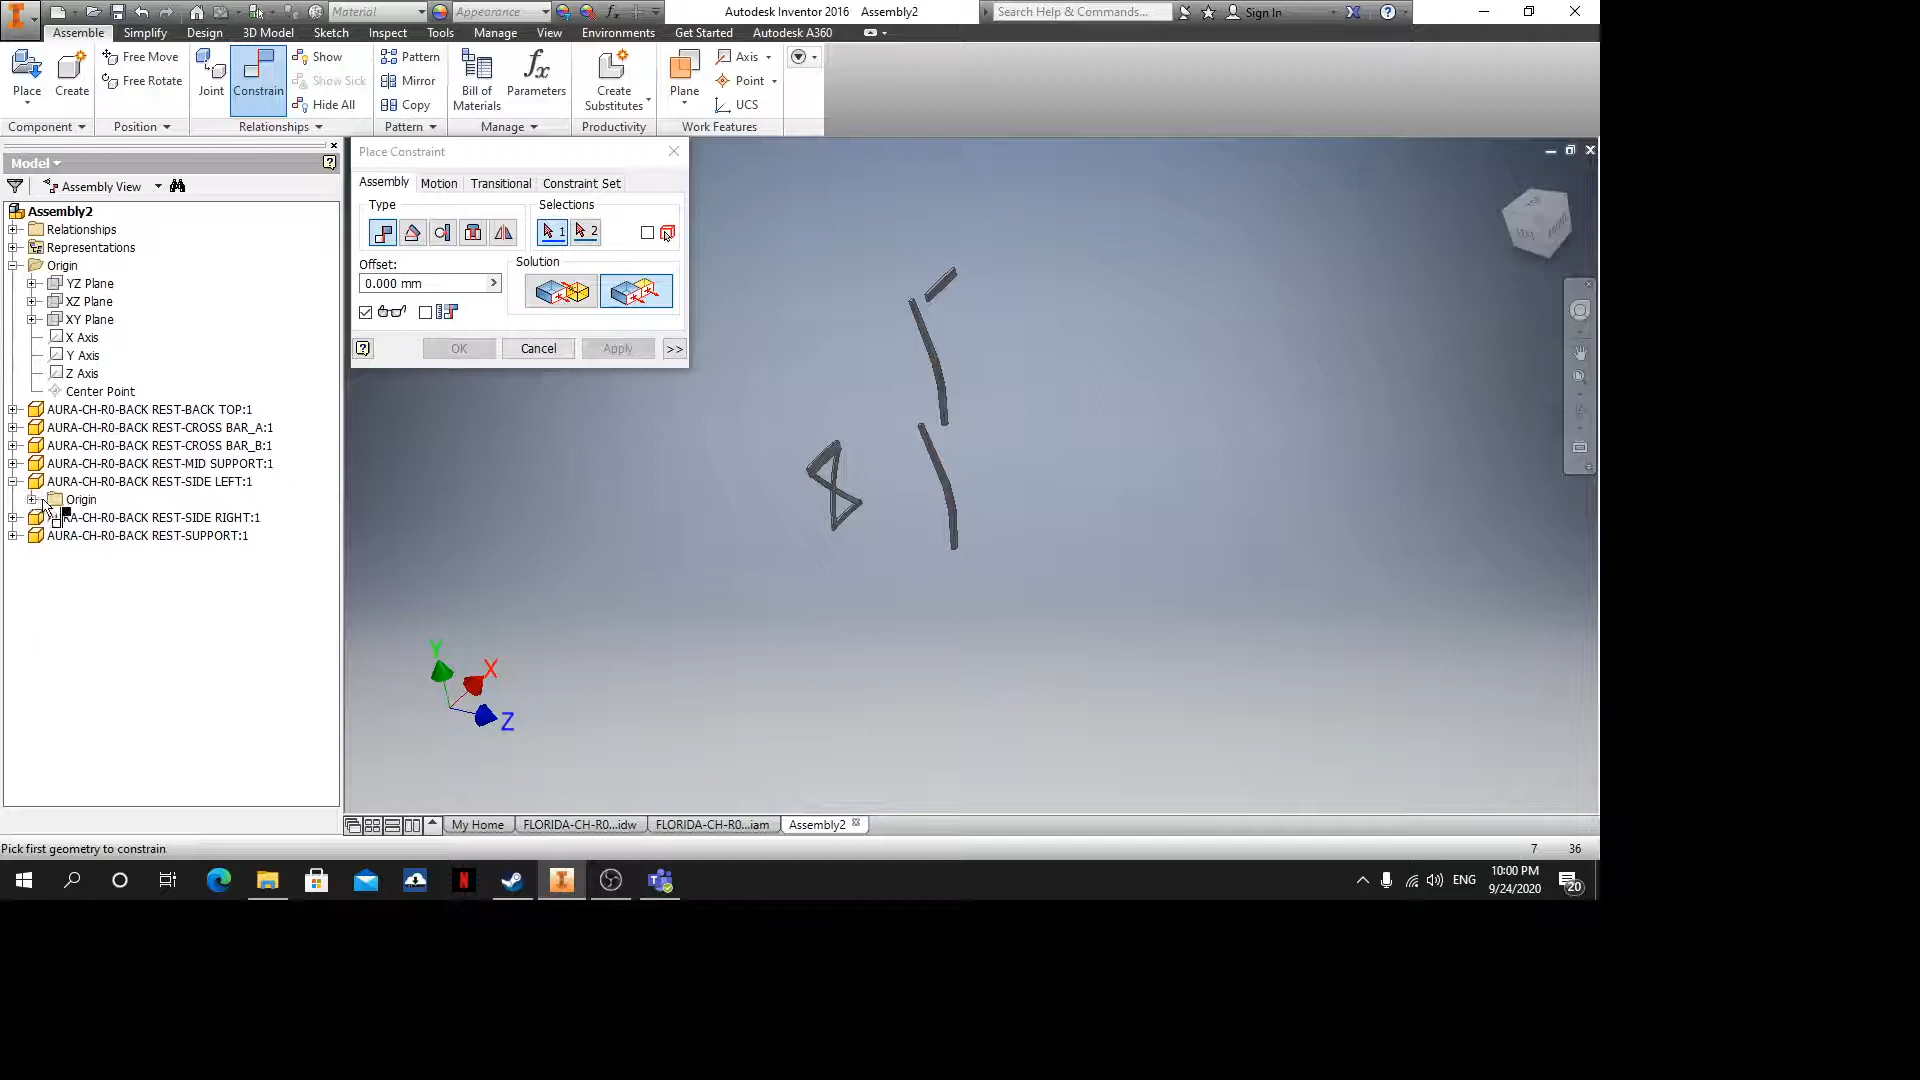 Material
Appearance
Autodesk Inventor 2016 Assembly2
Search Help & Commands...
Sign In
Assemble Simplify Design 3D Model Sketch Inspect Tools Manage View Environments Get Started Autodesk A360
Place
Create
Free Move
Free Rotate
Joint
Constrain
Show
Show Sick
Hide All
Pattern
Mirror
Copy
Bill of
Materials
Parameters
Create
Substitutes
Plane
Axis
Point
UCS
Component Position Relationships Pattern Manage Productivity Work Features
Model
Assembly View
Assembly2
Relationships
Representations
Origin
YZ Plane
XZ Plane
XY Plane
X Axis
Y Axis
Z Axis
Center Point
AURA-CH-R0-BACK REST-BACK TOP:1
AURA-CH-R0-BACK REST-CROSS BAR_A:1
AURA-CH-R0-BACK REST-CROSS BAR_B:1
AURA-CH-R0-BACK REST-MID SUPPORT:1
AURA-CH-R0-BACK REST-SIDE LEFT:1
Origin
RA-CH-R0-BACK REST-SIDE RIGHT:1
AURA-CH-R0-BACK REST-SUPPORT:1
Place Constraint
Assembly Motion Transitional Constraint Set
Type
Selections
1
2
Offset:
0.000 mm
Solution
OK Cancel Apply >>
Y
X
Z
My Home FLORIDA-CH-R0...idw FLORIDA-CH-R0...iam Assembly2
Pick first geometry to constrain
7 36
ENG
10:00 PM
9/24/2020
20